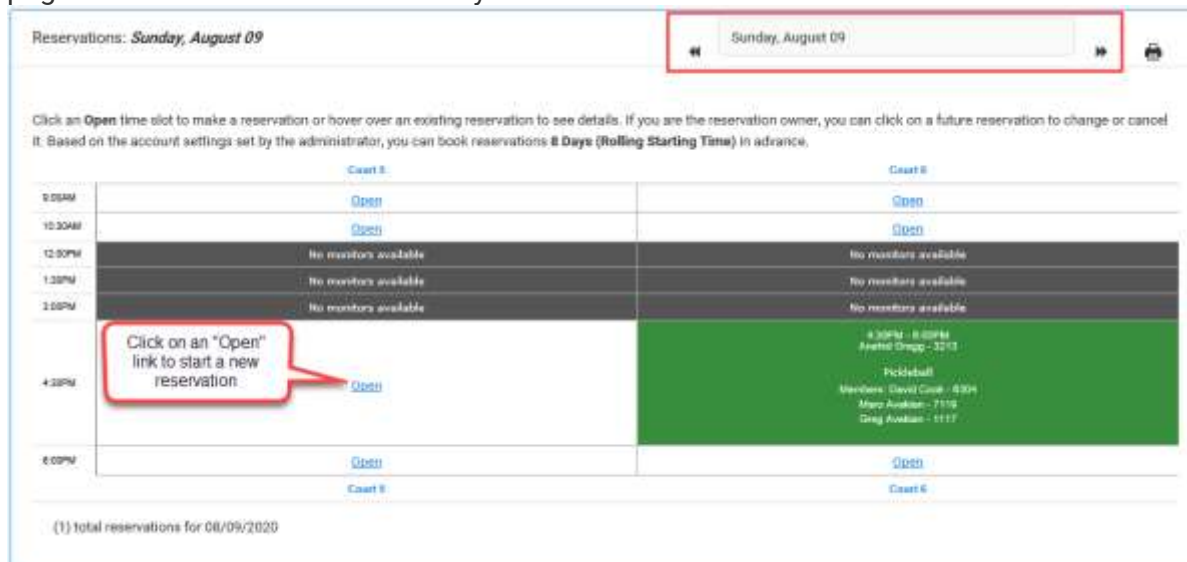 Reservations: Sunday, August 09
Sunday, August 09
Click an Open time slot to make a reservation or hover over an existing reservation to see details. If you are the reservation owner, you can click on a future reservation to change or cancel
it. Based on the account settings set by the administrator, you can book reservations 8 Days (Rolling Starting Time) in advance.
Court 5 Court 6
9:00AM Open Open
10:30AM Open Open
12:00PM No monitors available No monitors available
1:30PM No monitors available No monitors available
3:00PM No monitors available No monitors available
4:30PM - 6:00PM
Gregg - 3213
Click on an "Open"
link to start a new
reservation
Pickleball
4:30PM Open Members: David Cook - 6304
Marc Avakian - 7119
Greg Avakian - 1117
6:00PM Open Open
Court 5 Court 6
(1) total reservations for 08/09/2020